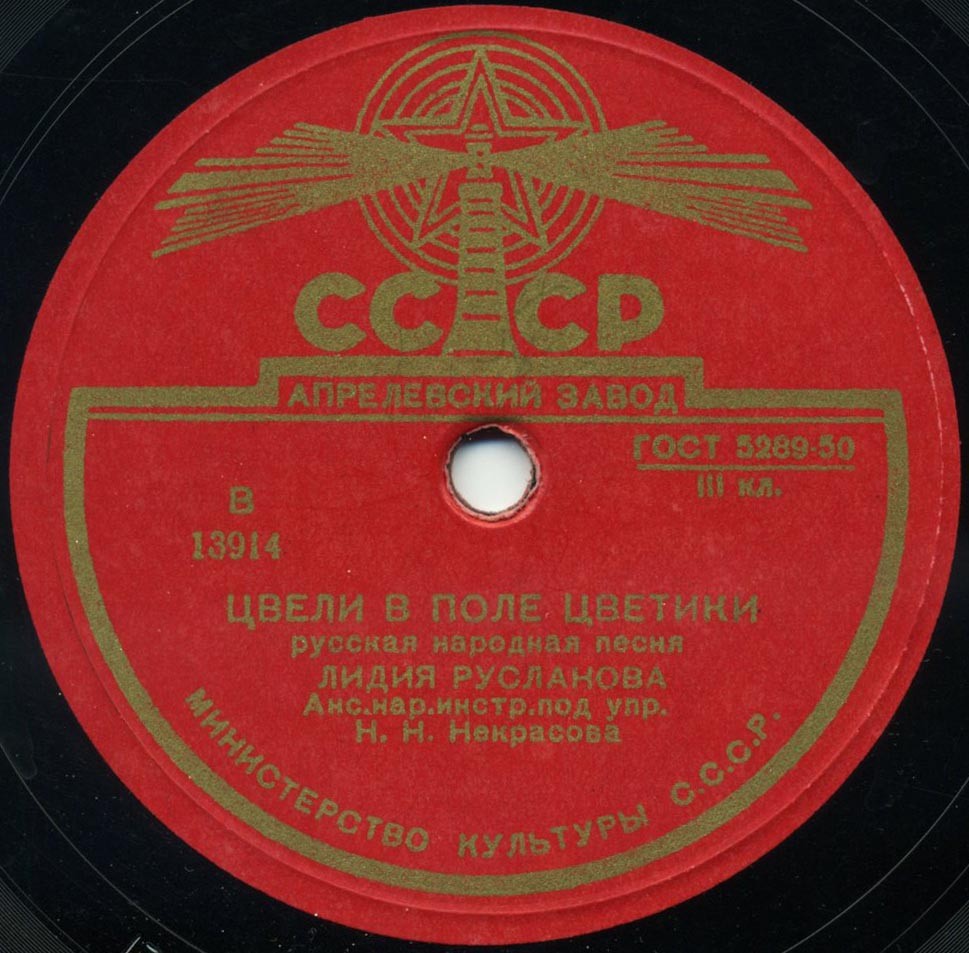 СССР
АПРЕЛЕВСКИЙ ЗАВОД
ГОСТ 5289-50
III кл.
В
13914
ЦВЕЛИ В ПОЛЕ ЦВЕТИКИ
русская народная песня
ЛИДИЯ РУСЛАНОВА
Анс.нар.инстр.под упр.
Н. Н. Некрасова
МИНИСТЕРСТВО КУЛЬТУРЫ С.С.С.Р.